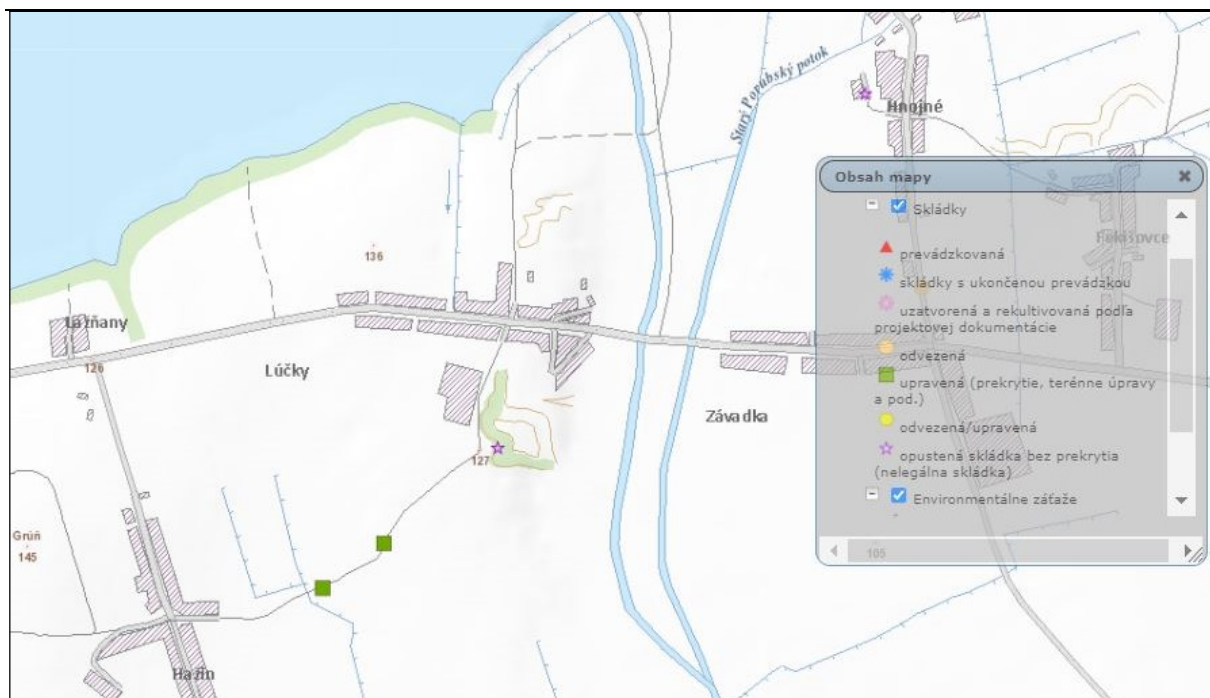 Starý Porubský potok
Hnojné
136
Lažňany
126
Lúčky
Závadka
127
Grúň
145
Hažín
Obsah mapy
Skládky
prevádzkovaná
skládky s ukončenou prevádzkou
uzatvorená a rekultivovaná podľa
projektovej dokumentácie
odvezená
upravená (prekrytie, terénne úpravy
a pod.)
odvezená/upravená
opustená skládka bez prekrytia
(nelegálna skládka)
Environmentálne záťaže
Fekišovce
105